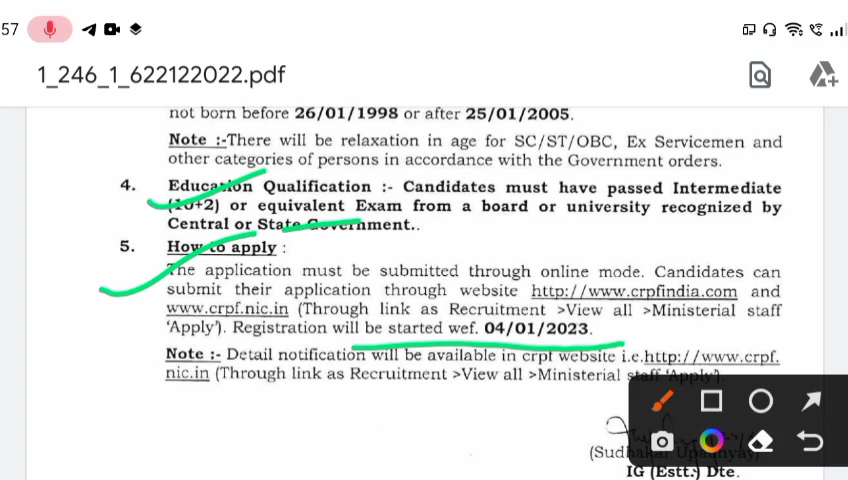 57
1_246_1_622122022.pdf
not born before 26/01/1998 or after 25/01/2005.
Note :-There will be relaxation in age for SC/ST/OBC, Ex Servicemen and
other categories of persons in accordance with the Government orders.
4. Education Qualification :- Candidates must have passed Intermediate
(10+2) or equivalent Exam from a board or university recognized by
Central or State Government..
5. How to apply :
The application must be submitted through online mode. Candidates can
submit their application through website http://www.crpfindia.com and
www.crpf.nic.in (Through link as Recruitment >View all >Ministerial staff
'Apply'). Registration will be started wef. 04/01/2023.
Note :- Detail notification will be available in crpf website i.e.http://www.crpf.
nic.in (Through link as Recruitment >View all >Ministerial staff 'Apply').
(Sudhakar Upadhyay)
IG (Estt.) Dte.